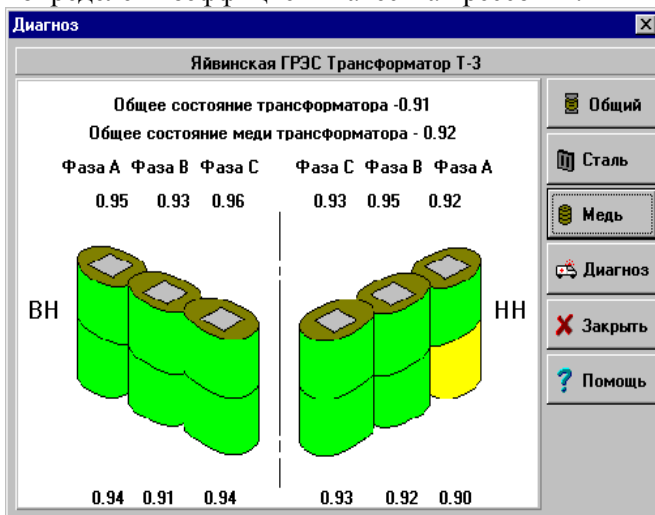 Диагноз
Яйвинская ГРЭС Трансформатор Т-3
Общее состояние трансформатора -0.91
Общее состояние меди трансформатора - 0.92
Фаза А Фаза В Фаза С Фаза С Фаза В Фаза А
0.95 0.93 0.96 0.93 0.95 0.92
ВН НН
0.94 0.91 0.94 0.93 0.92 0.90
Общий
Сталь
Медь
Диагноз
Закрыть
? Помощь